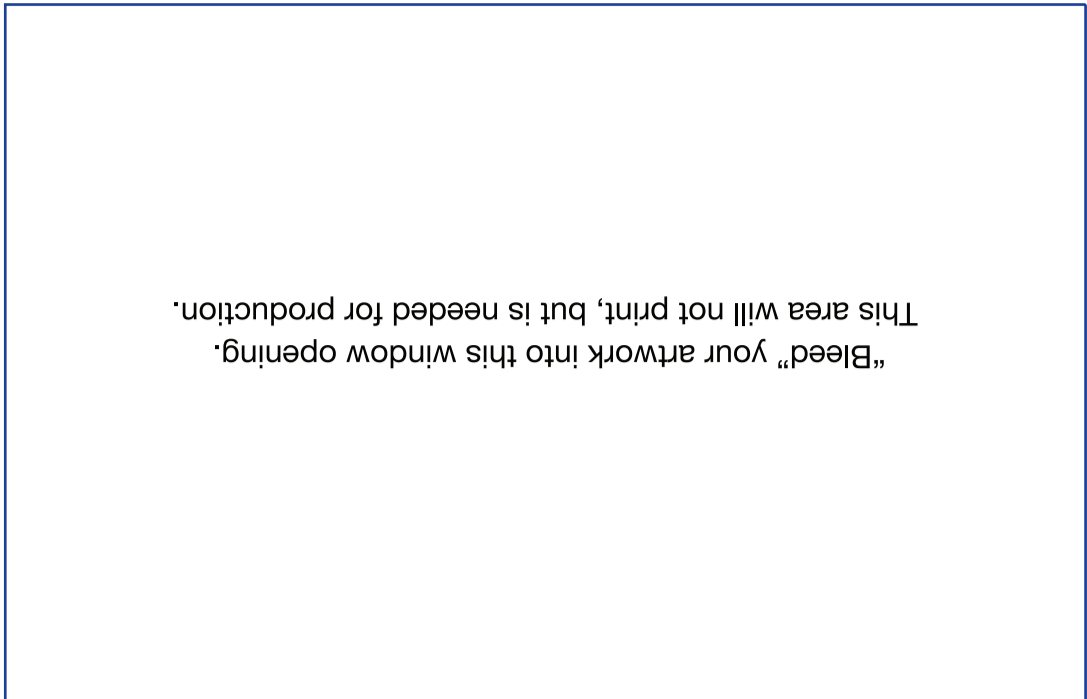 "Bleed" your artwork into this window opening.
This area will not print, but is needed for production.